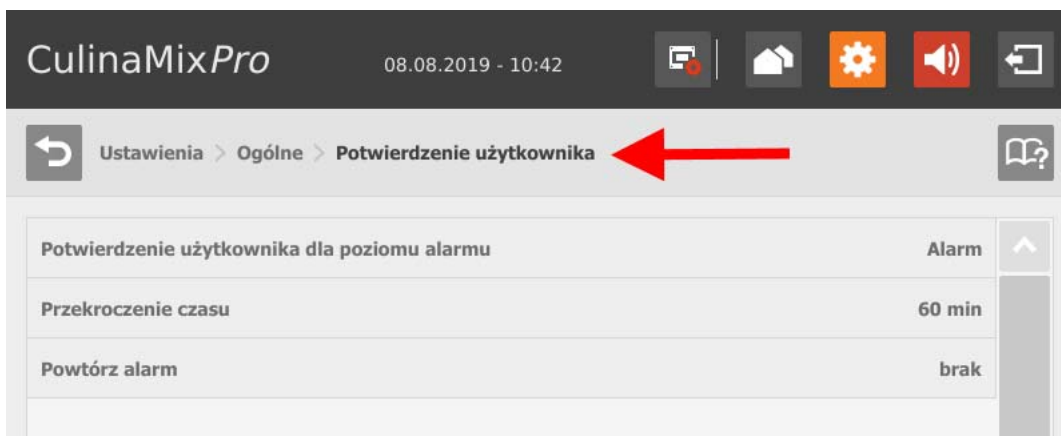 CulinaMixPro 08.08.2019 - 10:42
Ustawienia > Ogólne > Potwierdzenie użytkownika
?
Potwierdzenie użytkownika dla poziomu alarmu Alarm
Przekroczenie czasu 60 min
Powtórz alarm brak